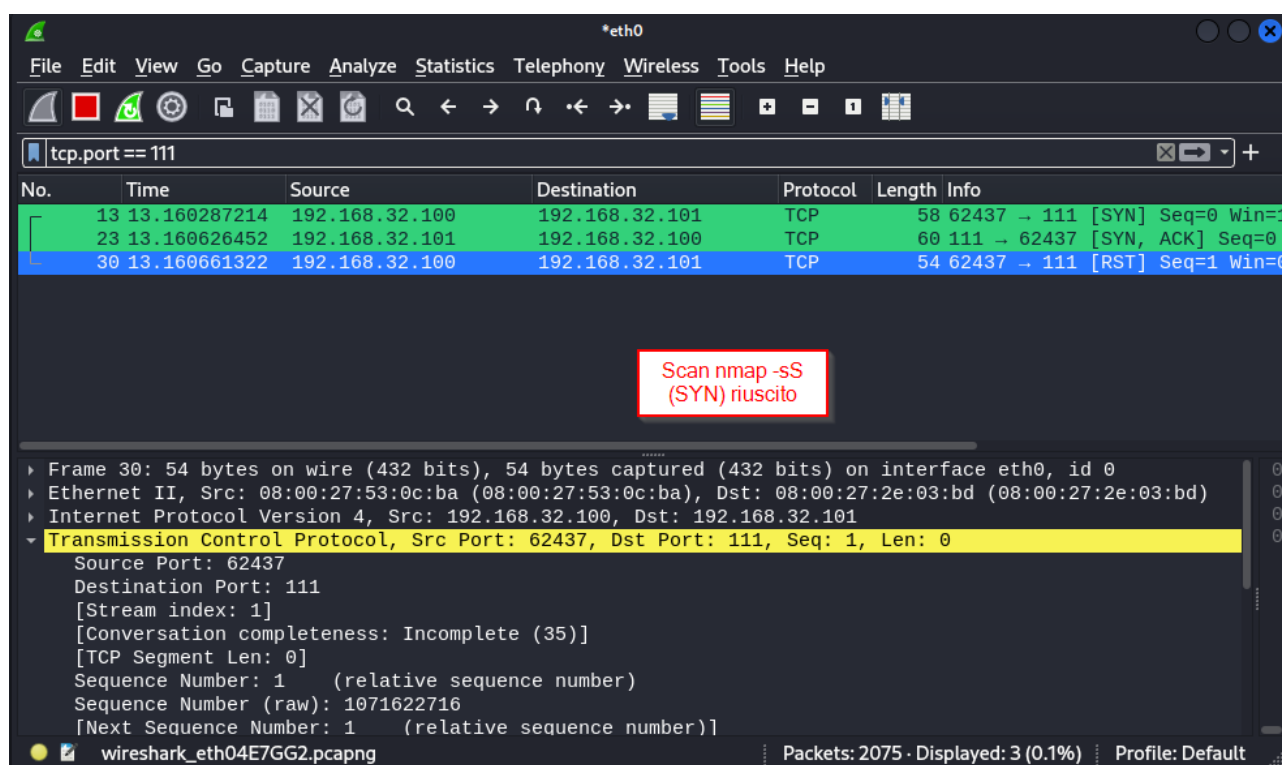 *eth0
File Edit View Go Capture Analyze Statistics Telephony Wireless Tools Help
tcp.port == 111
No. Time Source Destination Protocol Length Info
13 13.160287214 192.168.32.100 192.168.32.101 TCP 58 62437 → 111 [SYN] Seq=0 Win=1
23 13.160626452 192.168.32.101 192.168.32.100 TCP 60 111 → 62437 [SYN, ACK] Seq=0
30 13.160661322 192.168.32.100 192.168.32.101 TCP 54 62437 → 111 [RST] Seq=1 Win=0
Scan nmap -sS
(SYN) riuscito
Frame 30: 54 bytes on wire (432 bits), 54 bytes captured (432 bits) on interface eth0, id 0
Ethernet II, Src: 08:00:27:53:0c:ba (08:00:27:53:0c:ba), Dst: 08:00:27:2e:03:bd (08:00:27:2e:03:bd)
Internet Protocol Version 4, Src: 192.168.32.100, Dst: 192.168.32.101
Transmission Control Protocol, Src Port: 62437, Dst Port: 111, Seq: 1, Len: 0
Source Port: 62437
Destination Port: 111
[Stream index: 1]
[Conversation completeness: Incomplete (35)]
[TCP Segment Len: 0]
Sequence Number: 1 (relative sequence number)
Sequence Number (raw): 1071622716
[Next Sequence Number: 1 (relative sequence number)]
wireshark_eth04E7GG2.pcapng Packets: 2075 · Displayed: 3 (0.1%) Profile: Default